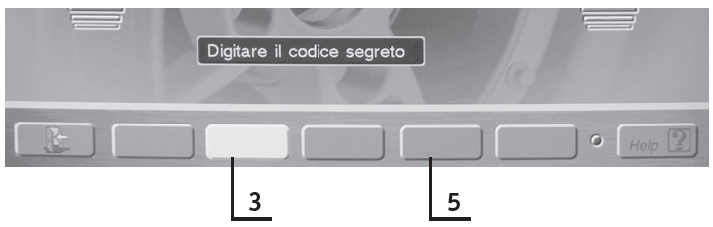 Digitare il codice segreto
Help ?
3
5